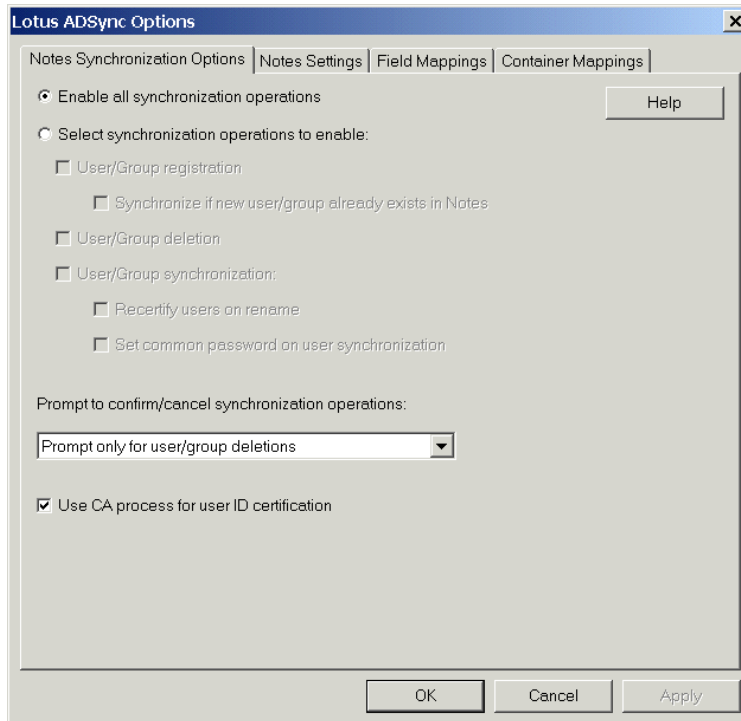 Lotus ADSync Options
Notes Synchronization Options Notes Settings Field Mappings Container Mappings
Enable all synchronization operations
Help
Select synchronization operations to enable:
User/Group registration
Synchronize if new user/group already exists in Notes
User/Group deletion
User/Group synchronization:
Recertify users on rename
Set common password on user synchronization
Prompt to confirm/cancel synchronization operations:
Prompt only for user/group deletions
Use CA process for user ID certification
OK Cancel Apply